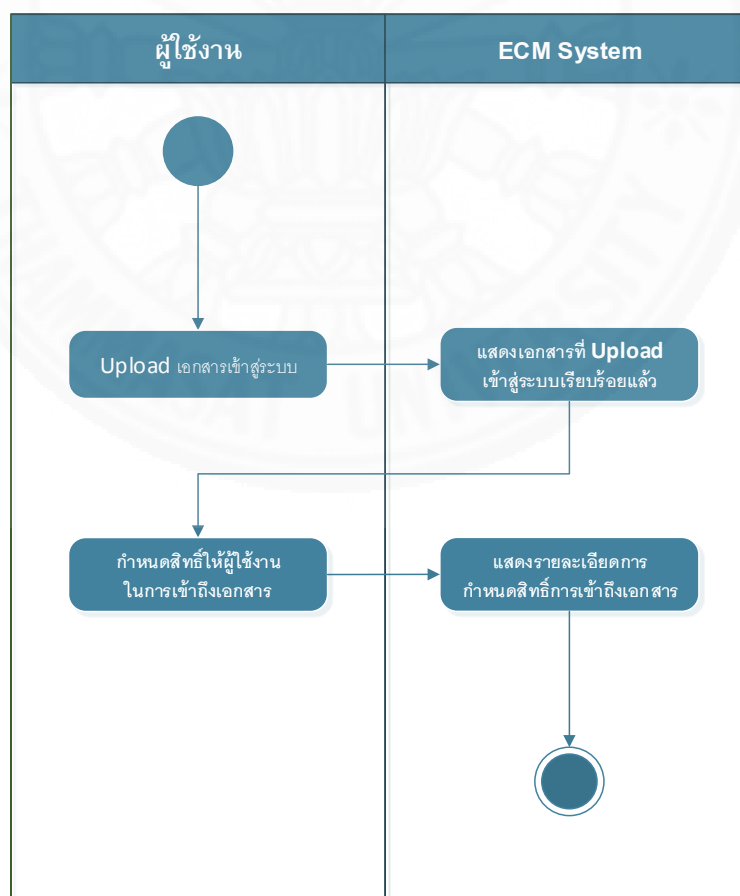 ผู้ใช้งาน
ECM System
Upload เอกสารเข้าสู่ระบบ
แสดงเอกสารที่ Upload
เข้าสู่ระบบเรียบร้อยแล้ว
กำหนดสิทธิ์ให้ผู้ใช้งาน
ในการเข้าถึงเอกสาร
แสดงรายละเอียดการ
กำหนดสิทธิ์การเข้าถึงเอกสาร